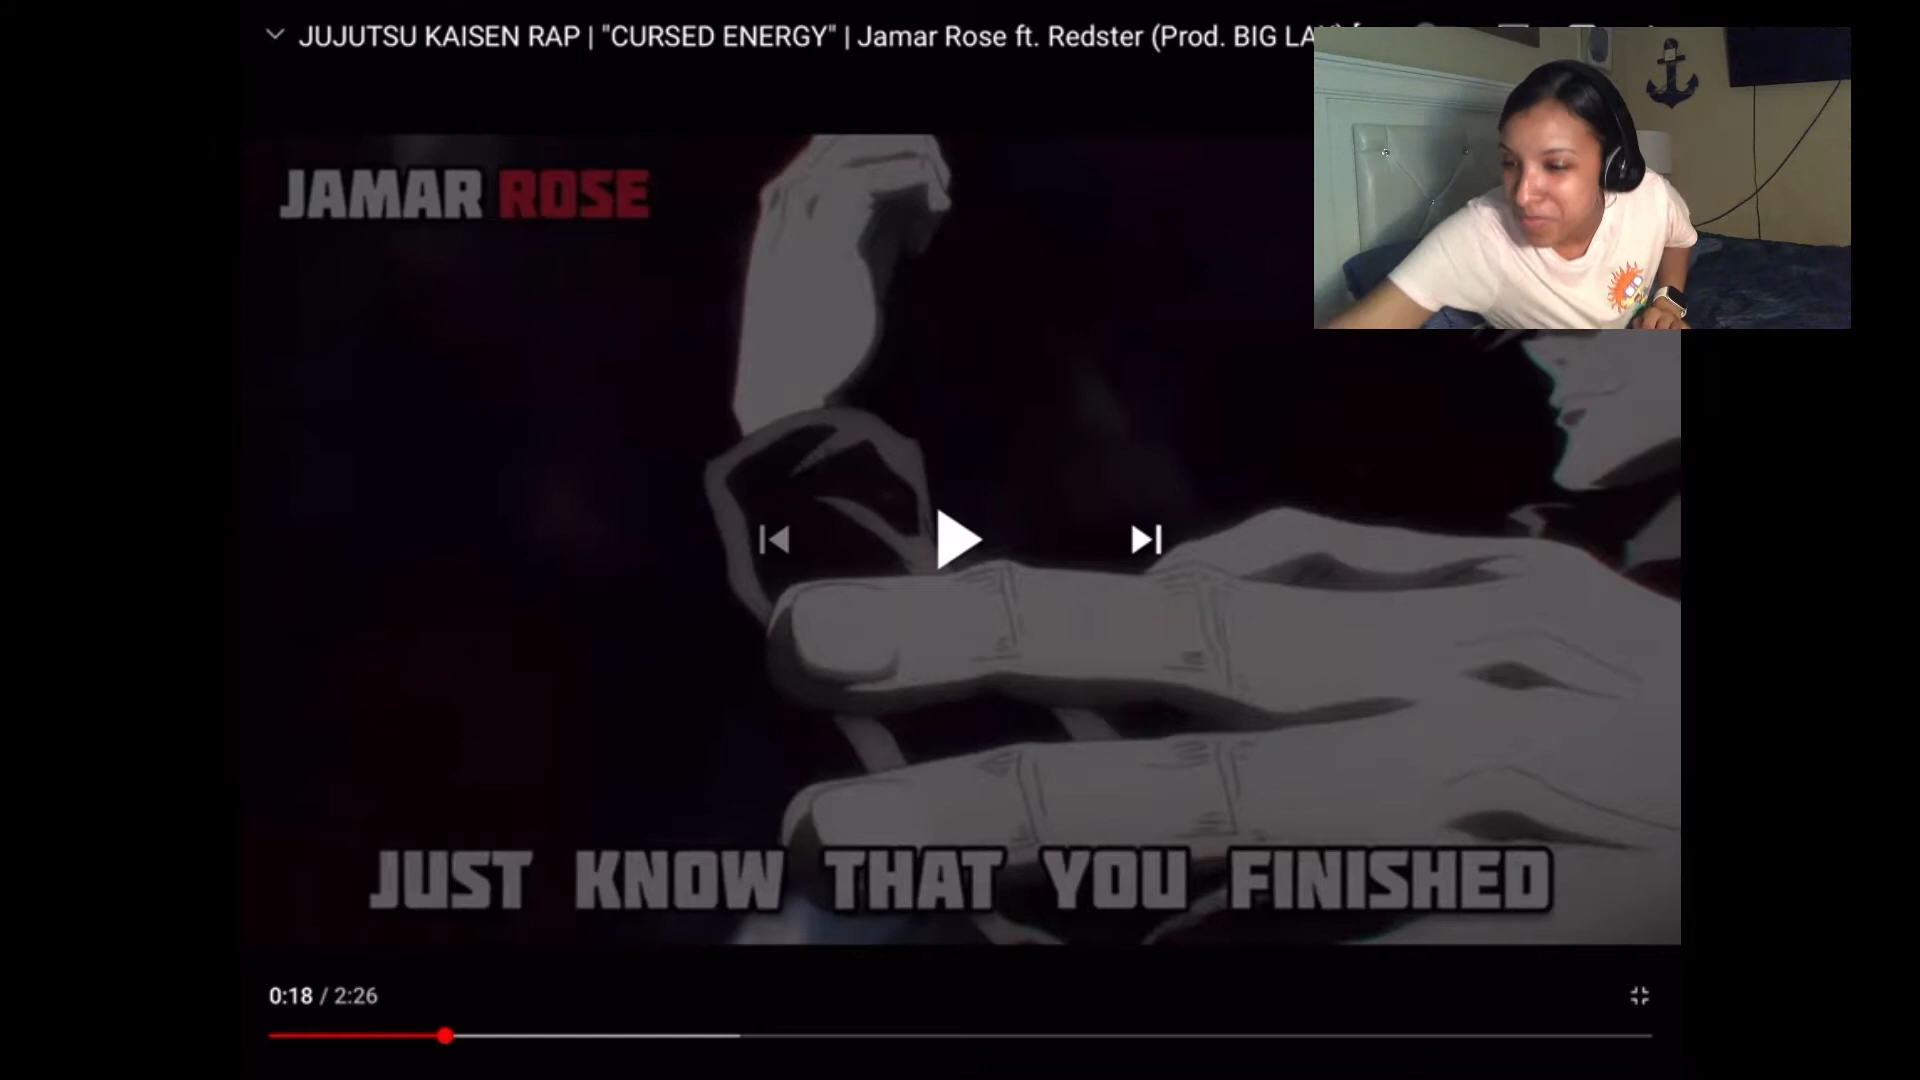 JUJUTSU KAISEN RAP | "CURSED ENERGY" | Jamar Rose ft. Redster (Prod. BIG
JAMAR ROSE
JUST KNOW THAT YOU FINISHED
0:18 / 2:26